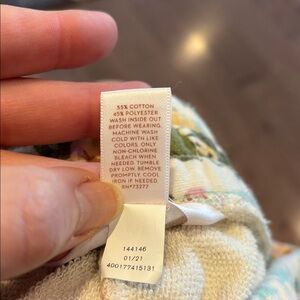 55% COTTON
45% POLYESTER
WASH INSIDE OUT
BEFORE WEARING.
MACHINE WASH
COLD WITH LIKE
COLORS. ONLY
NON-CHLORINE
BLEACH WHEN
NEEDED. TUMBLE
DRY LOW. REMOVE
PROMPTLY. COOL
IRON IF NEEDED.
RN#73277
144146
01/21
400177415131